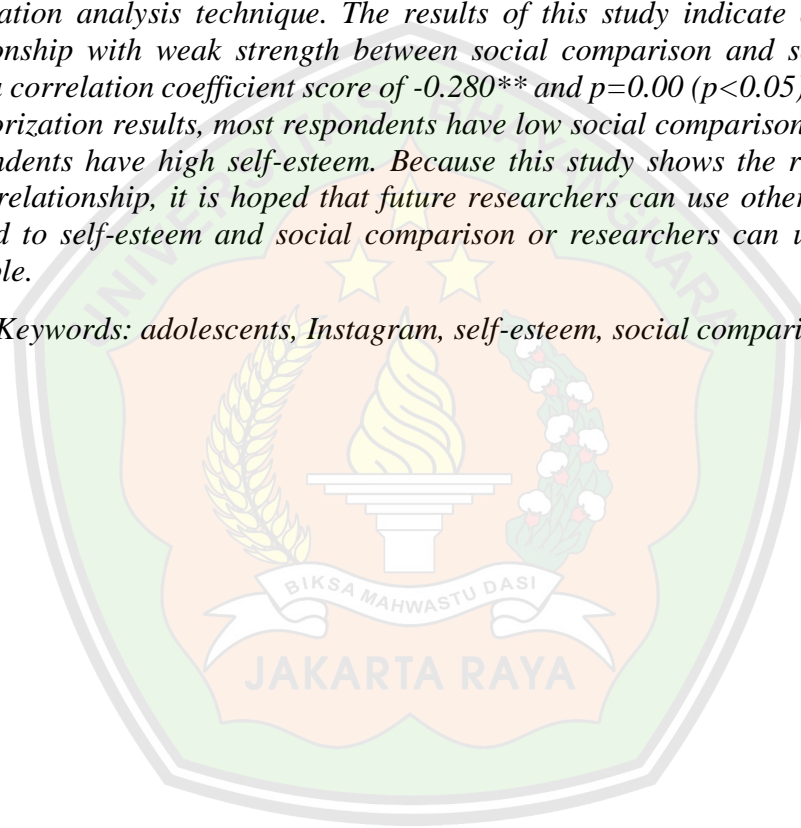 ation analysis technique. The results of this study indicate
onship with weak strength between social comparison and s
a correlation coefficient score of -0.280** and p=0.00 (p<0.05)
orization results, most respondents have low social comparison
ndents have high self-esteem. Because this study shows the r
relationship, it is hoped that future researchers can use other
d to self-esteem and social comparison or researchers can u
ble.
Keywords: adolescents, Instagram, self-esteem, social compari
UNIVERSITAS BHAYANGKARA
BIKSA MAHWASTU DASI
JAKARTA RAYA